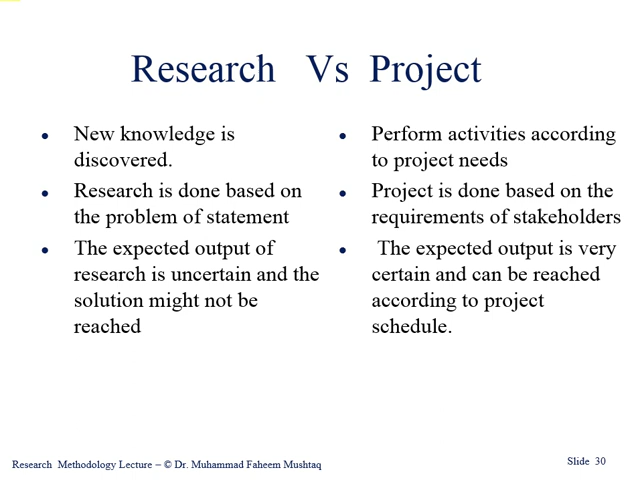 Research Vs Project
New knowledge is
discovered.
Research is done based on
the problem of statement
The expected output of
research is uncertain and the
solution might not be
reached
Perform activities according
to project needs
Project is done based on the
requirements of stakeholders
The expected output is very
certain and can be reached
according to project
schedule.
Research Methodology Lecture – © Dr. Muhammad Faheem Mushtaq
Slide 30